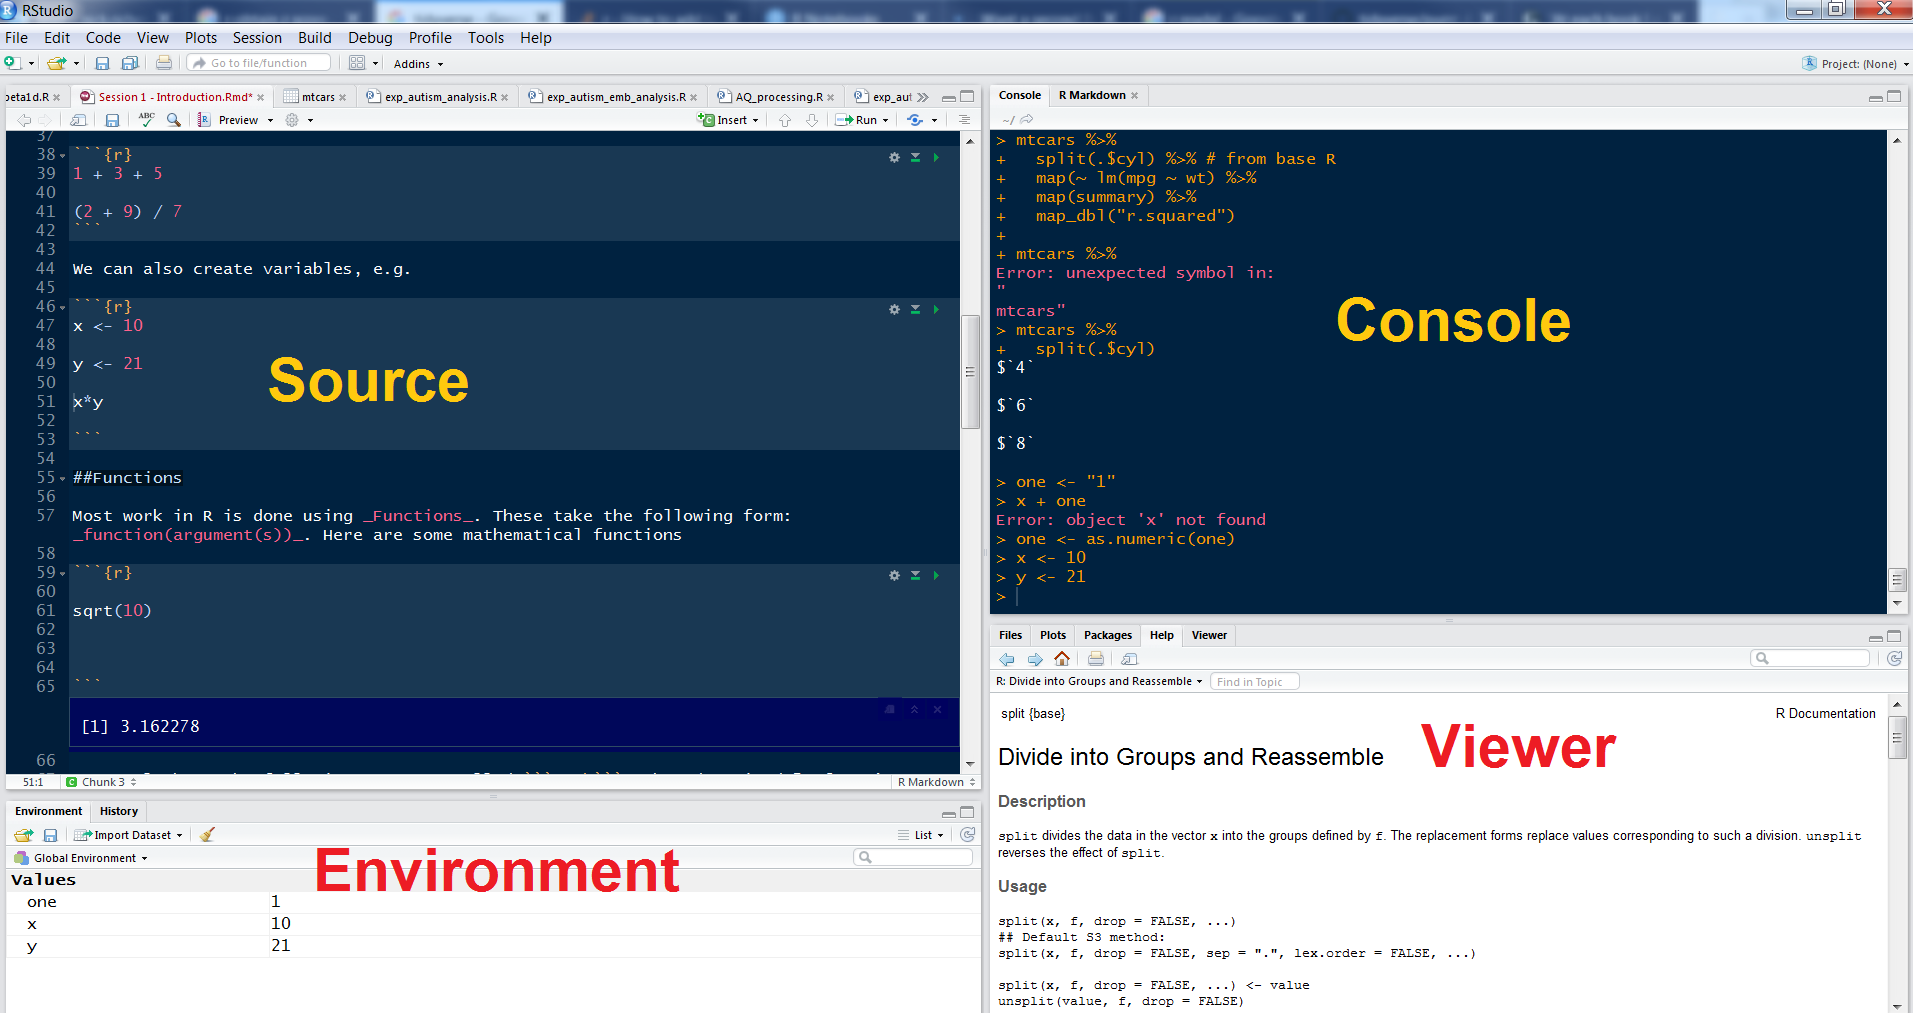 RStudio
File Edit Code View Plots Session Build Debug Profile Tools Help
Go to file/function Addins Project: (None)
beta1d.R Session 1 - Introduction.Rmd* mtcars exp_autism_analysis.R exp_autism_emb_analysis.R AQ_processing.R exp_aut
ABC Preview Insert Run
37
38 ```{r}
39 1 + 3 + 5
40
41 (2 + 9) / 7
42 ```
43
44 We can also create variables, e.g.
45
46 ```{r}
47 x <- 10
48
49 y <- 21
50
51 x*y
52
53 ```
54
55 ##Functions
56
57 Most work in R is done using _Functions_. These take the following form:
_function(argument(s))_. Here are some mathematical functions
58
59 ```{r}
60
61 sqrt(10)
62
63
64
65 ```
[1] 3.162278
66
Source
51:1 Chunk 3 R Markdown
Environment History
Import Dataset List
Global Environment
Environment
Values
one 1
x 10
y 21
Console R Markdown
~/
> mtcars %>%
+   split(.$cyl) %>% # from base R
+   map(~ lm(mpg ~ wt) %>%
+   map(summary) %>%
+   map_dbl("r.squared")
+
+ mtcars %>%
Error: unexpected symbol in:
"
mtcars"
> mtcars %>%
+   split(.$cyl)
$`4`
$`6`
$`8`
> one <- "1"
> x + one
Error: object 'x' not found
> one <- as.numeric(one)
> x <- 10
> y <- 21
>
Console
Files Plots Packages Help Viewer
R: Divide into Groups and Reassemble Find in Topic
split {base} R Documentation
Viewer
Divide into Groups and Reassemble
Description
split divides the data in the vector x into the groups defined by f. The replacement forms replace values corresponding to such a division. unsplit
reverses the effect of split.
Usage
split(x, f, drop = FALSE, ...)
## Default S3 method:
split(x, f, drop = FALSE, sep = ".", lex.order = FALSE, ...)
split(x, f, drop = FALSE, ...) <- value
unsplit(value, f, drop = FALSE)